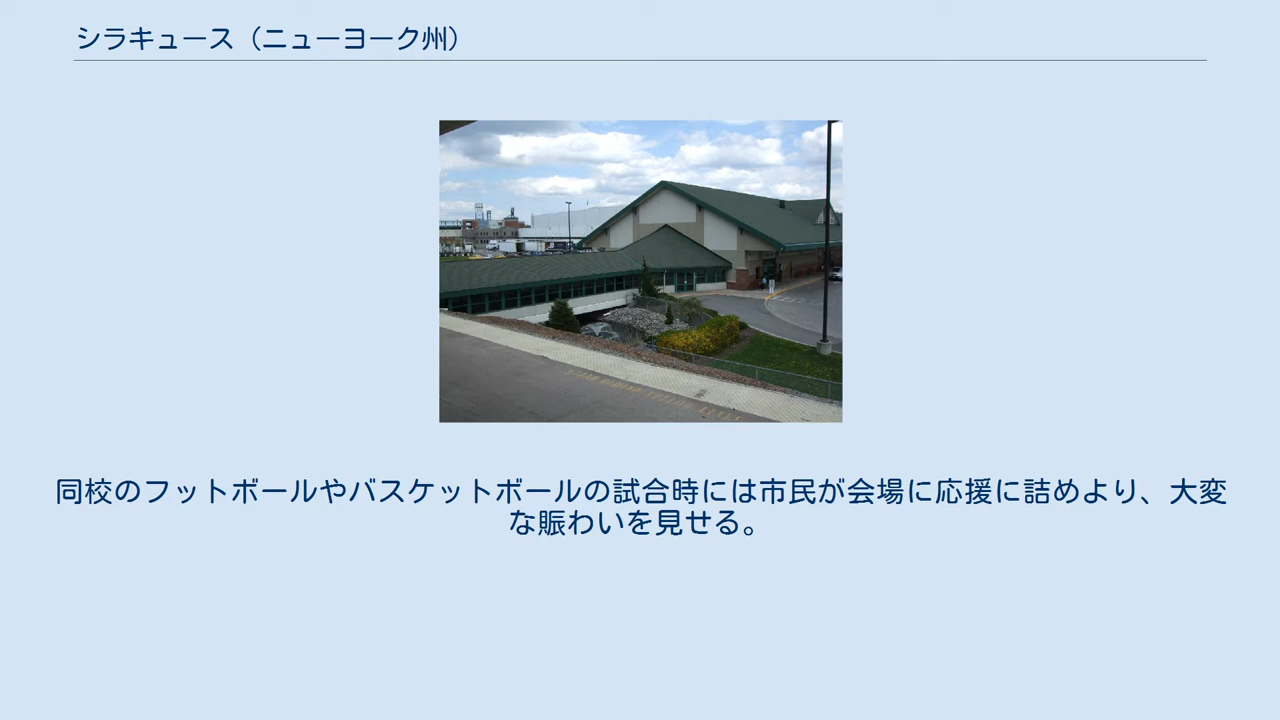 シラキュース（ニューヨーク州）
同校のフットボールやバスケットボールの試合時には市民が会場に応援に詰めより、大変
な賑わいを見せる。